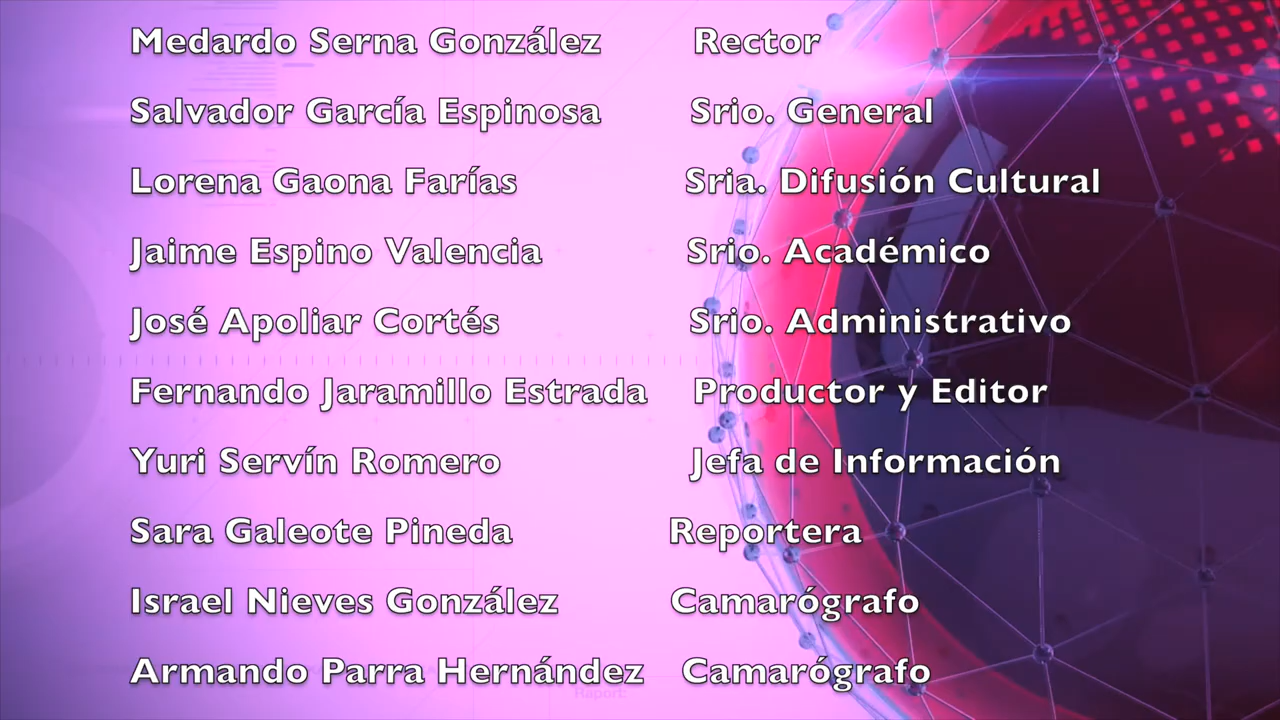 Medardo Serna González Rector
Salvador García Espinosa Srio. General
Lorena Gaona Farías Sria. Difusión Cultural
Jaime Espino Valencia Srio. Académico
José Apoliar Cortés Srio. Administrativo
Fernando Jaramillo Estrada Productor y Editor
Yuri Servín Romero Jefa de Información
Sara Galeote Pineda Reportera
Israel Nieves González Camarógrafo
Armando Parra Hernández Camarógrafo
Raport: